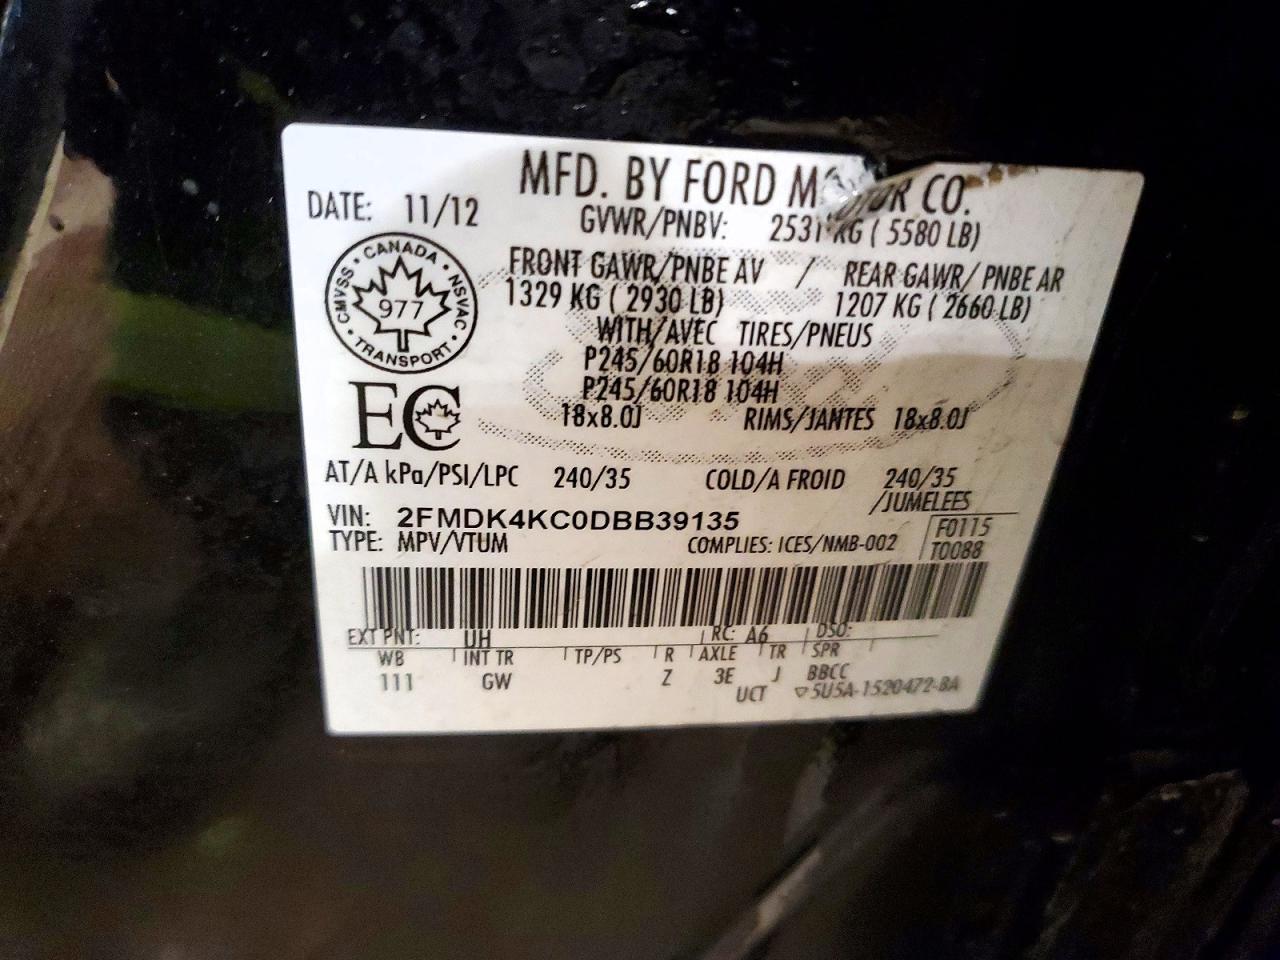 MFD. BY FORD MOTOR CO.
DATE: 11/12
GVWR/PNBV: 2531 KG ( 5580 LB)
FRONT GAWR/PNBE AV / REAR GAWR/ PNBE AR
1329 KG ( 2930 LB) 1207 KG ( 2660 LB)
WITH/AVEC TIRES/PNEUS
P245/60R18 104H
P245/60R18 104H
18x8.0J RIMS/JANTES 18x8.0J
CMVSS · CANADA · NSVAC · TRANSPORT ·
977
EC
AT/A kPa/PSI/LPC 240/35 COLD/A FROID 240/35
/JUMELEES
VIN: 2FMDK4KC0DBB39135
F0115
TYPE: MPV/VTUM COMPLIES: ICES/NMB-002
T0088
EXT PNT: UH RC: A6 DSO:
WB INT TR TP/PS R AXLE TR SPR
111 GW Z 3E J BBCC
UCT ▽5U5A-1520472-BA